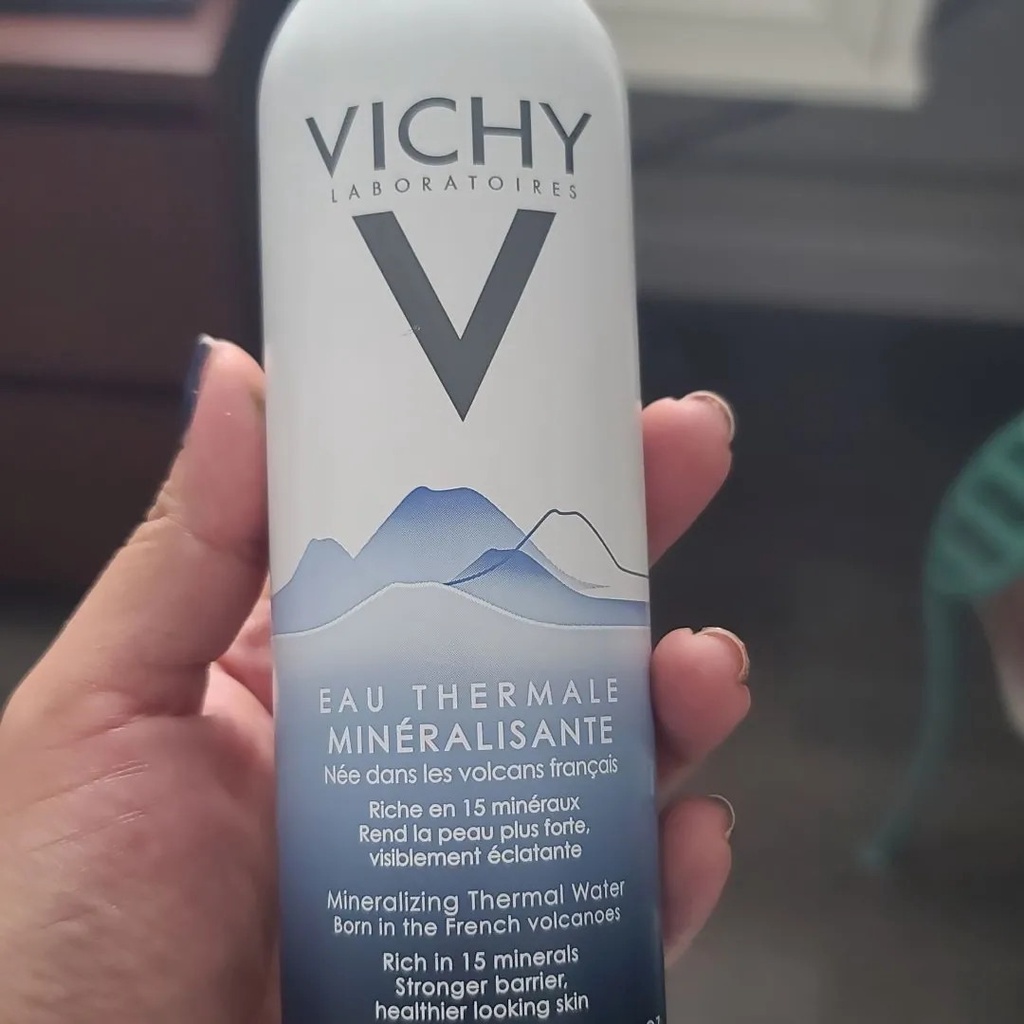 VICHY
LABORATOIRES
V
EAU THERMALE
MINÉRALISANTE
Née dans les volcans français
Riche en 15 minéraux
Rend la peau plus forte,
visiblement éclatante
Mineralizing Thermal Water
Born in the French volcanoes
Rich in 15 minerals
Stronger barrier,
healthier looking skin